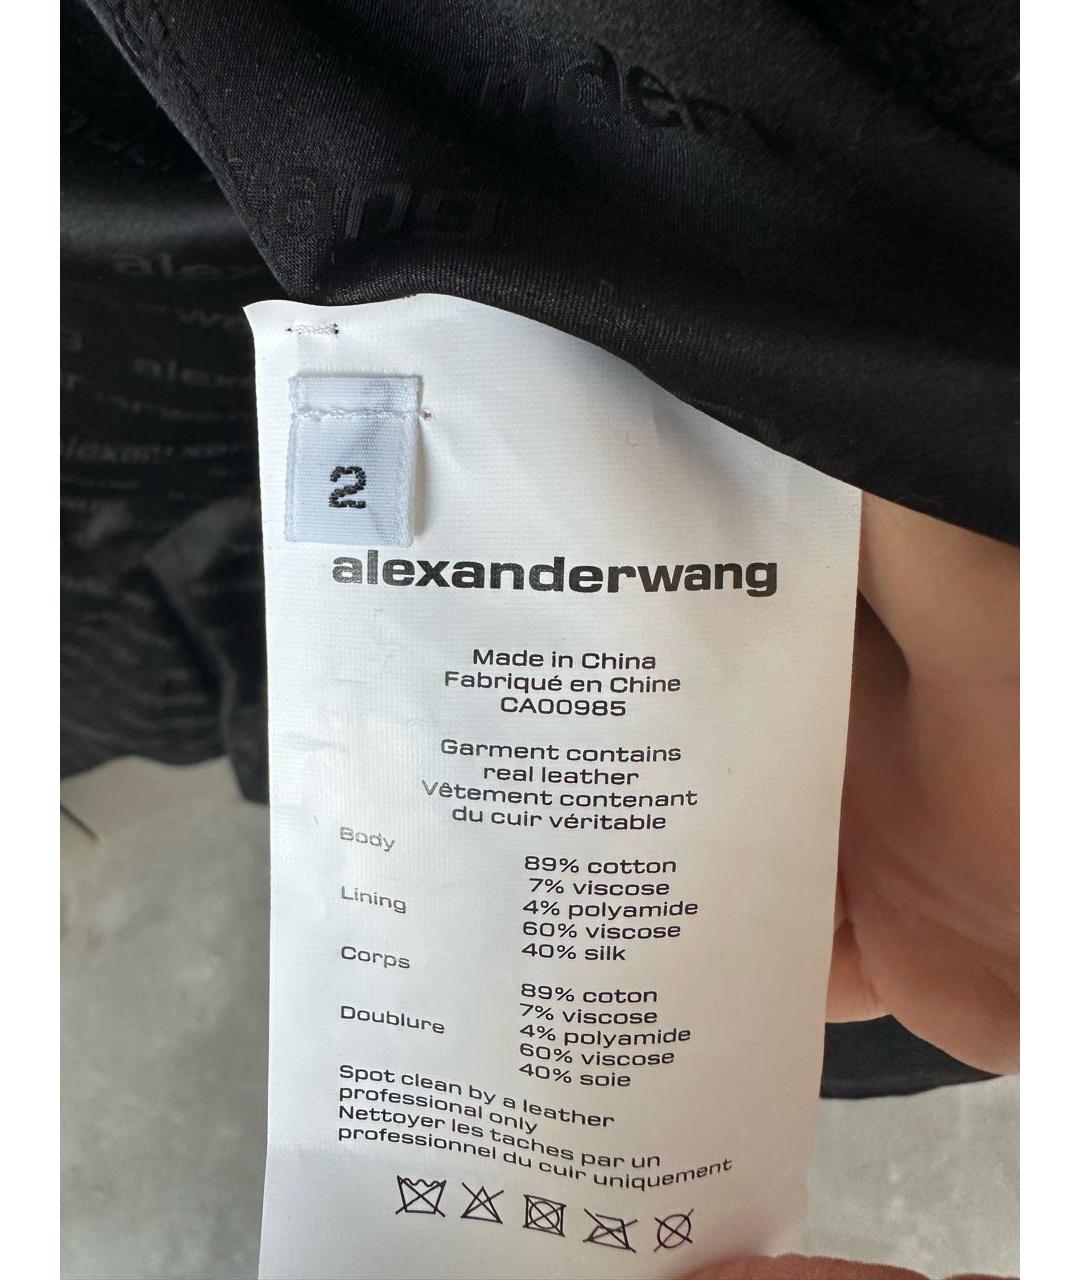 2
alexanderwang
Made in China
Fabriqué en Chine
CA00985
Garment contains
real leather
Vêtement contenant
du cuir véritable
Body
89% cotton
7% viscose
4% polyamide
Lining
60% viscose
40% silk
Corps
89% coton
7% viscose
4% polyamide
Doublure
60% viscose
40% soie
Spot clean by a leather
professional only
Nettoyer les taches par un
professionnel du cuir uniquement